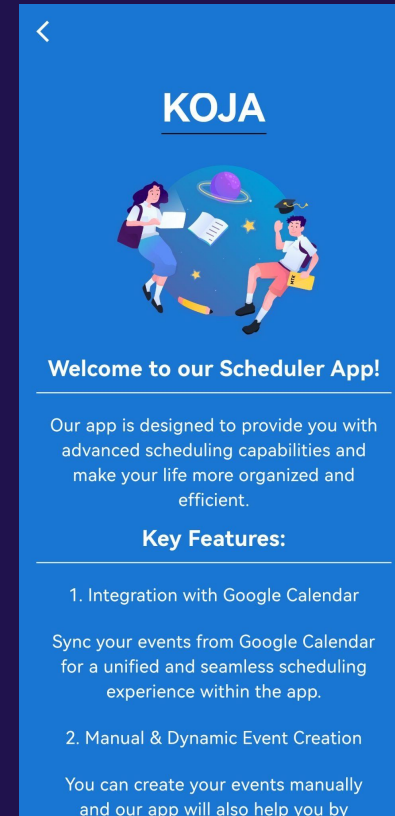 KOJA
Welcome to our Scheduler App!
Our app is designed to provide you with
advanced scheduling capabilities and
make your life more organized and
efficient.
Key Features:
1. Integration with Google Calendar
Sync your events from Google Calendar
for a unified and seamless scheduling
experience within the app.
2. Manual & Dynamic Event Creation
You can create your events manually
and our app will also help you by